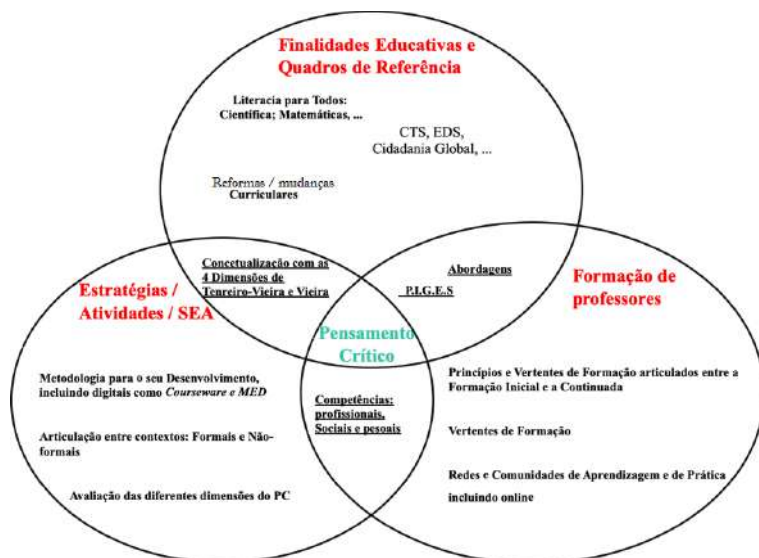 Finalidades Educativas e
Quadros de Referência
Literacia para Todos:
Científica; Matemáticas, ...
CTS, EDS,
Cidadania Global, ...
Reformas / mudanças
Curriculares
Concetualização com as
4 Dimensões de
Tenreiro-Vieira e Vieira
Abordagens
P.I.G.E.S
Estratégias /
Atividades / SEA
Formação de
professores
Pensamento
Crítico
Metodologia para o seu Desenvolvimento,
incluindo digitais como Courseware e MED
Articulação entre contextos: Formais e Não-
formais
Avaliação das diferentes dimensões do PC
Competências:
profissionais,
Sociais e pesoais
Princípios e Vertentes de Formação articulados entre a
Formação Inicial e a Continuada
Vertentes de Formação
Redes e Comunidades de Aprendizagem e de Prática
incluindo online